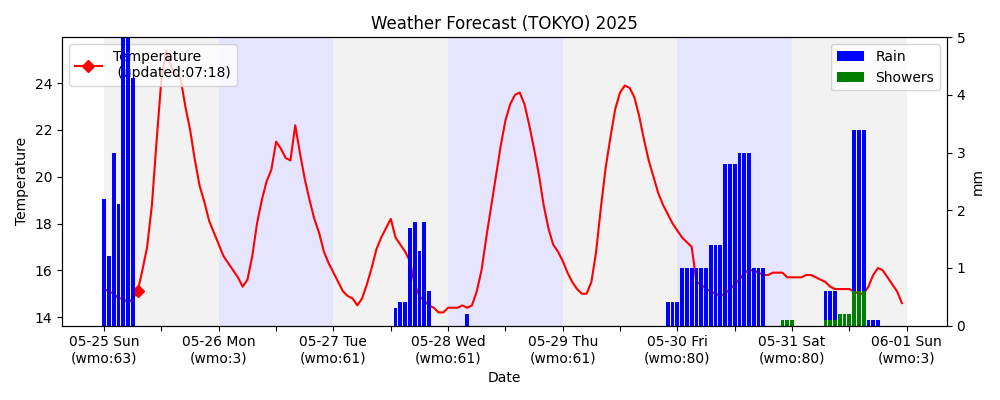 Weather Forecast (TOKYO) 2025
Temperature
(updated:07:18)
Rain
Showers
24
22
20
18
16
14
Temperature
5
4
3
2
1
0
mm
05-25 Sun
(wmo:63)
05-26 Mon
(wmo:3)
05-27 Tue
(wmo:61)
05-28 Wed
(wmo:61)
05-29 Thu
(wmo:61)
05-30 Fri
(wmo:80)
05-31 Sat
(wmo:80)
06-01 Sun
(wmo:3)
Date